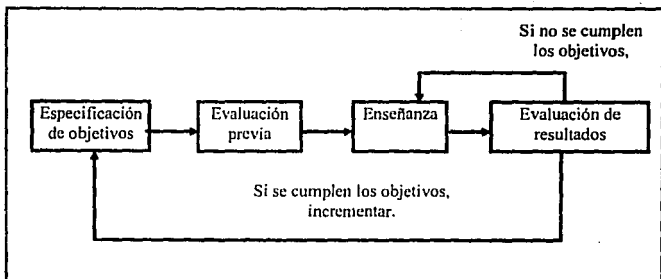 Si no se cumplen
los objetivos,
Especificación
de objetivos
Evaluación
previa
Enseñanza
Evaluación de
resultados
Si se cumplen los objetivos,
incrementar.